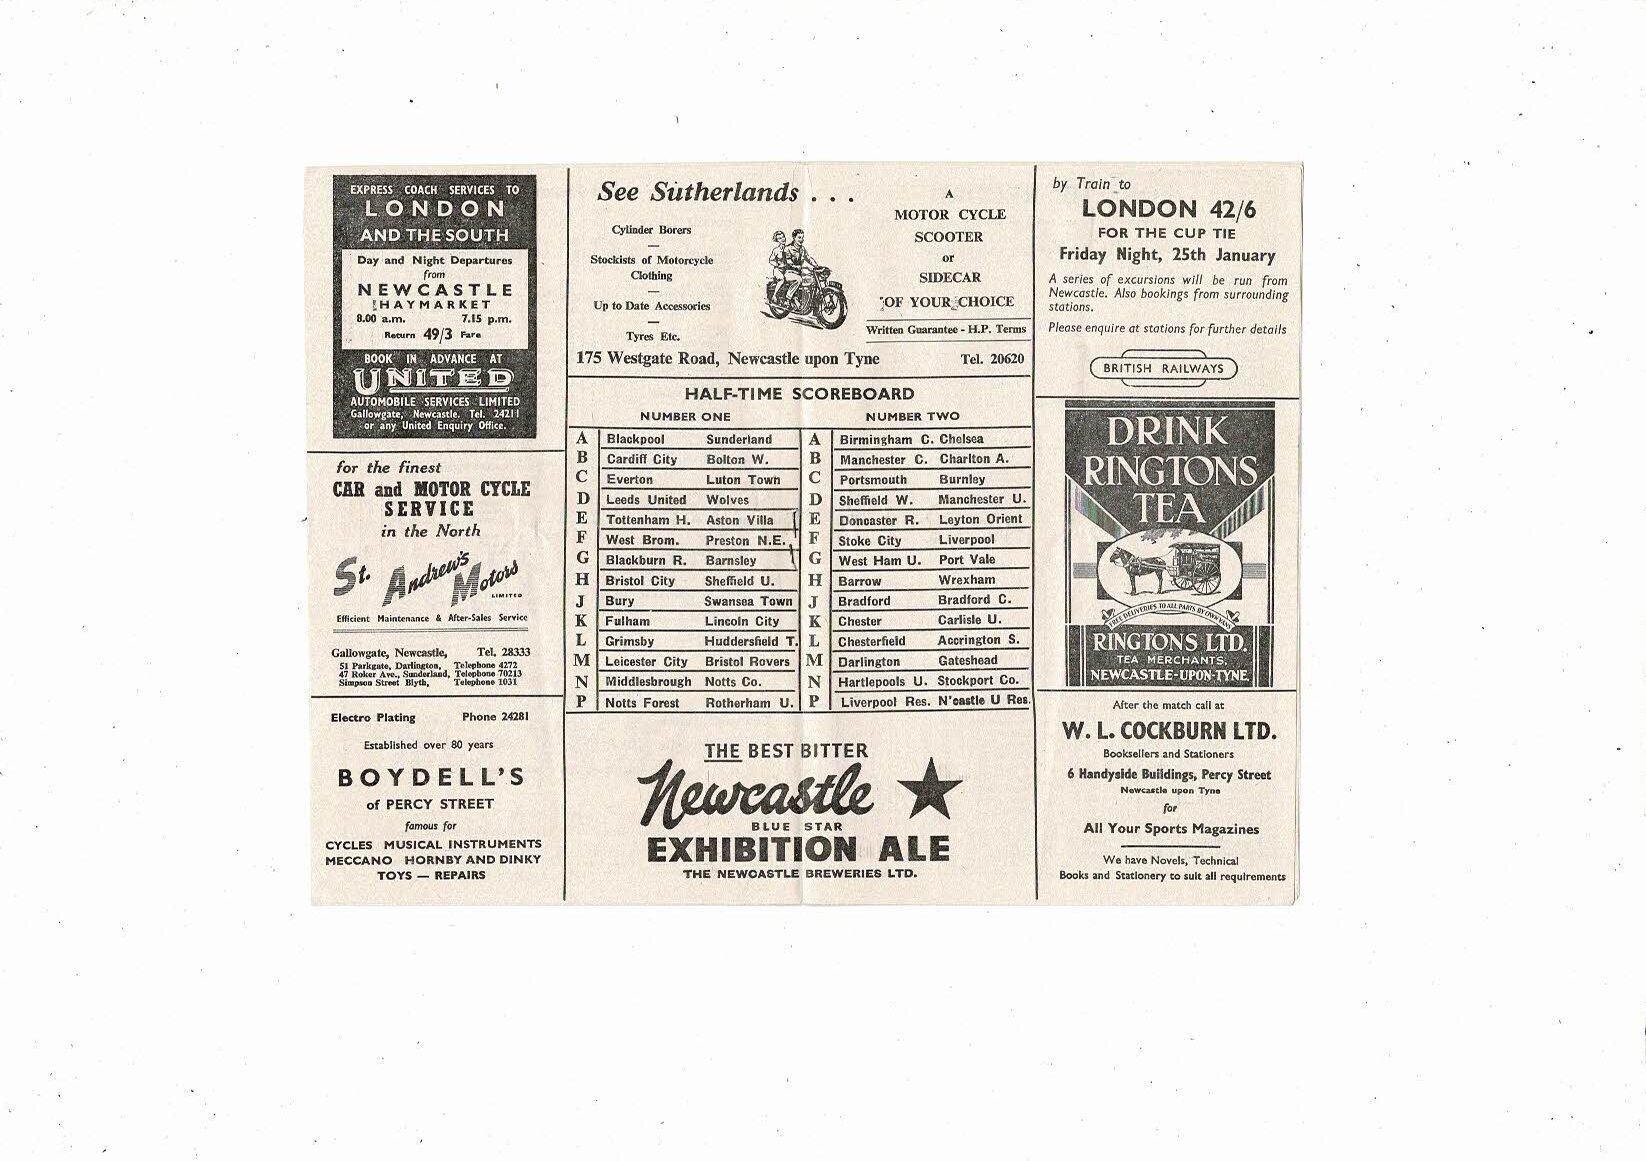 EXPRESS COACH SERVICES TO
LONDON
AND THE SOUTH
Day and Night Departures
from
NEWCASTLE
HAYMARKET
8.00 a.m. 7.15 p.m.
Return 49/3 Fare
BOOK IN ADVANCE AT
UNITED
AUTOMOBILE SERVICES LIMITED
Gallowgate, Newcastle. Tel. 24211
or any United Enquiry Office.
for the finest
CAR and MOTOR CYCLE
SERVICE
in the North
St. Andrew's Motors
LIMITED
Efficient Maintenance & After-Sales Service
Gallowgate, Newcastle, Tel. 28333
51 Parkgate, Darlington, Telephone 4272
47 Roker Ave., Sunderland, Telephone 70213
Simpson Street Blyth, Telephone 1031
Electro Plating Phone 24281
Established over 80 years
BOYDELL'S
of PERCY STREET
famous for
CYCLES MUSICAL INSTRUMENTS
MECCANO HORNBY AND DINKY
TOYS — REPAIRS
See Sutherlands . . .
Cylinder Borers
Stockists of Motorcycle
Clothing
Up to Date Accessories
Tyres Etc.
A
MOTOR CYCLE
SCOOTER
or
SIDECAR
OF YOUR CHOICE
Written Guarantee - H.P. Terms
175 Westgate Road, Newcastle upon Tyne Tel. 20620
HALF-TIME SCOREBOARD
NUMBER ONE NUMBER TWO
A Blackpool Sunderland A Birmingham C. Chelsea
B Cardiff City Bolton W. B Manchester C. Charlton A.
C Everton Luton Town C Portsmouth Burnley
D Leeds United Wolves D Sheffield W. Manchester U.
E Tottenham H. Aston Villa E Doncaster R. Leyton Orient
F West Brom. Preston N.E. F Stoke City Liverpool
G Blackburn R. Barnsley G West Ham U. Port Vale
H Bristol City Sheffield U. H Barrow Wrexham
J Bury Swansea Town J Bradford Bradford C.
K Fulham Lincoln City K Chester Carlisle U.
L Grimsby Huddersfield T. L Chesterfield Accrington S.
M Leicester City Bristol Rovers M Darlington Gateshead
N Middlesbrough Notts Co. N Hartlepools U. Stockport Co.
P Notts Forest Rotherham U. P Liverpool Res. N'castle U Res.
THE BEST BITTER
Newcastle
BLUE STAR
EXHIBITION ALE
THE NEWCASTLE BREWERIES LTD.
by Train to
LONDON 42/6
FOR THE CUP TIE
Friday Night, 25th January
A series of excursions will be run from
Newcastle. Also bookings from surrounding
stations.
Please enquire at stations for further details
BRITISH RAILWAYS
DRINK
RINGTONS
TEA
FREE DELIVERIES TO ALL PARTS BY OWN VANS
RINGTONS LTD.
TEA MERCHANTS,
NEWCASTLE-UPON-TYNE.
After the match call at
W. L. COCKBURN LTD.
Booksellers and Stationers
6 Handyside Buildings, Percy Street
Newcastle upon Tyne
for
All Your Sports Magazines
We have Novels, Technical
Books and Stationery to suit all requirements